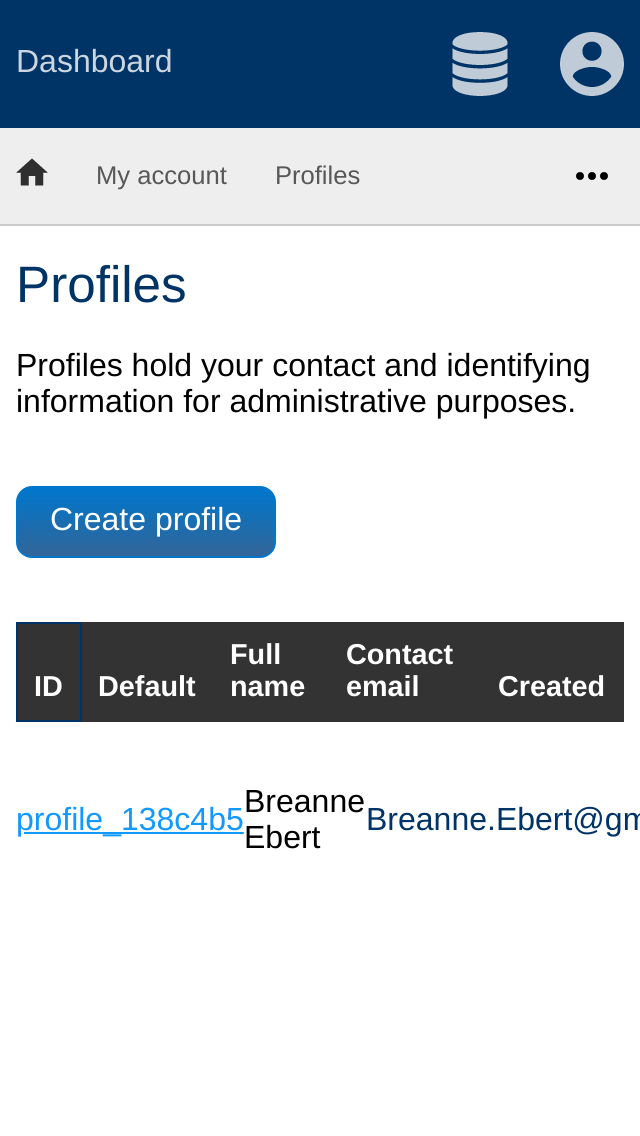 Dashboard
My account Profiles
Profiles
Profiles hold your contact and identifying
information for administrative purposes.
Create profile
ID Default Full name Contact email Created
profile_138c4b5 Breanne Ebert Breanne.Ebert@gm